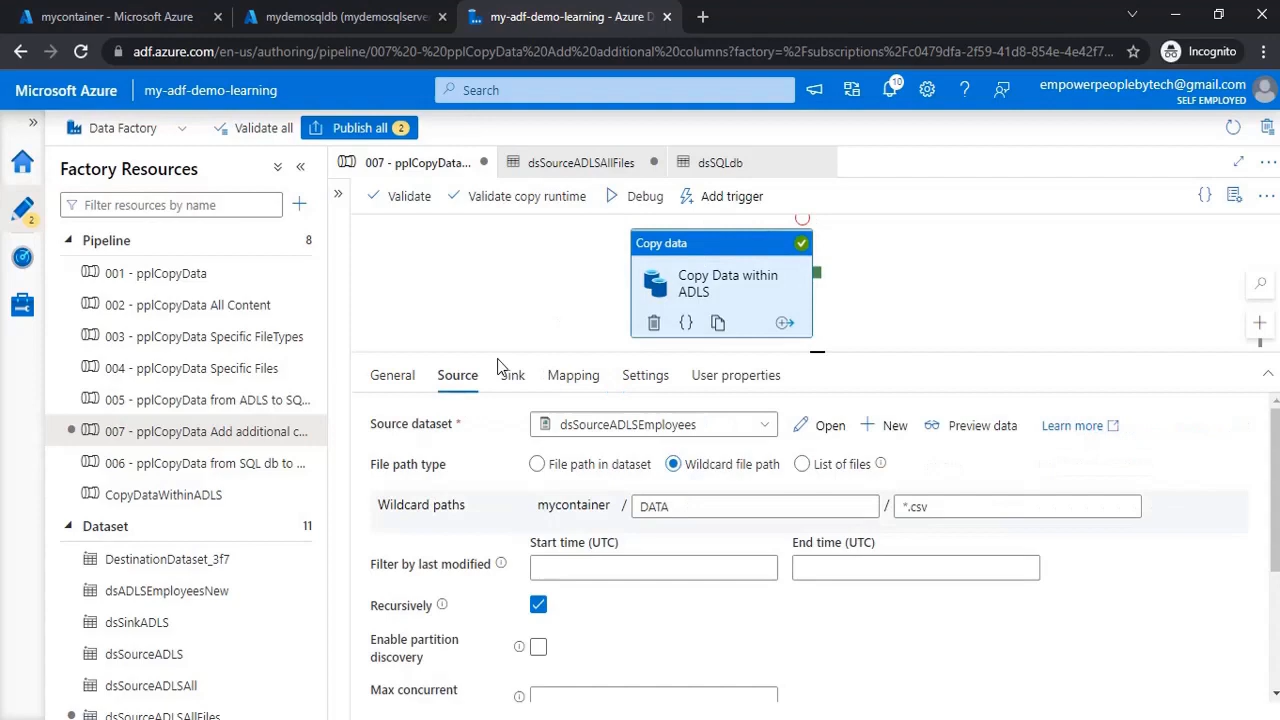 mycontainer - Microsoft Azure
mydemosqldb (mydemosqlserver
my-adf-demo-learning - Azure D
adf.azure.com/en-us/authoring/pipeline/007%20-%20pplCopyData%20Add%20additional%20columns?factory=%2Fsubscriptions%2Fc0479dfa-2f59-41d8-854e-4e42f7...
Incognito
Microsoft Azure
my-adf-demo-learning
Search
10
empowerpeoplebytech@gmail.com
SELF EMPLOYED
Data Factory
Validate all
Publish all 2
Factory Resources
007 - pplCopyData...
dsSourceADLSAllFiles
dsSQLdb
Filter resources by name
Validate
Validate copy runtime
Debug
Add trigger
2
Pipeline 8
001 - pplCopyData
002 - pplCopyData All Content
003 - pplCopyData Specific FileTypes
004 - pplCopyData Specific Files
005 - pplCopyData from ADLS to SQ...
007 - pplCopyData Add additional c...
006 - pplCopyData from SQL db to ...
CopyDataWithinADLS
Dataset 11
DestinationDataset_3f7
dsADLSEmployeesNew
dsSinkADLS
dsSourceADLS
dsSourceADLSAll
dsSourceADLSAllFiles
Copy data
Copy Data within
ADLS
General
Source
Sink
Mapping
Settings
User properties
Source dataset *
dsSourceADLSEmployees
Open
New
Preview data
Learn more
File path type
File path in dataset
Wildcard file path
List of files
Wildcard paths
mycontainer / DATA / *.csv
Start time (UTC)
End time (UTC)
Filter by last modified
Recursively
Enable partition
discovery
Max concurrent